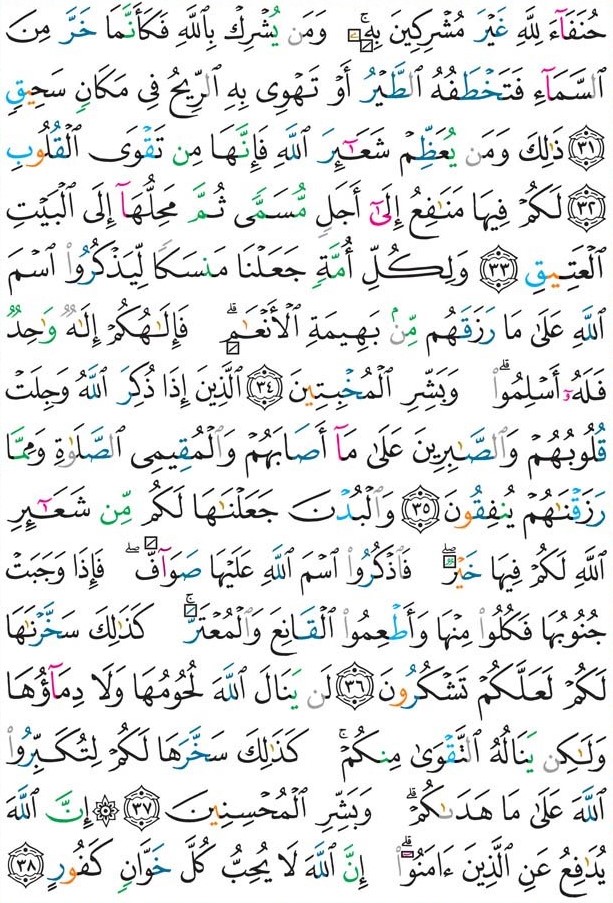 حُنَفَآءَ لِلَّهِ غَيْرَ مُشْرِكِينَ بِهِۦۚ وَمَن يُشْرِكْ بِٱللَّهِ فَكَأَنَّمَا خَرَّ مِنَ
ٱلسَّمَآءِ فَتَخْطَفُهُ ٱلطَّيْرُ أَوْ تَهْوِى بِهِ ٱلرِّيحُ فِى مَكَانٍ سَحِيقٍ
۝٣١ ذَٰلِكَ وَمَن يُعَظِّمْ شَعَـٰٓئِرَ ٱللَّهِ فَإِنَّهَا مِن تَقْوَى ٱلْقُلُوبِ
۝٣٢ لَكُمْ فِيهَا مَنَـٰفِعُ إِلَىٰٓ أَجَلٍ مُّسَمًّى ثُمَّ مَحِلُّهَآ إِلَى ٱلْبَيْتِ
ٱلْعَتِيقِ ۝٣٣ وَلِكُلِّ أُمَّةٍ جَعَلْنَا مَنسَكًا لِّيَذْكُرُوا۟ ٱسْمَ
ٱللَّهِ عَلَىٰ مَا رَزَقَهُم مِّنۢ بَهِيمَةِ ٱلْأَنْعَـٰمِۗ فَإِلَـٰهُكُمْ إِلَـٰهٌ وَٰحِدٌ
فَلَهُۥٓ أَسْلِمُوا۟ۗ وَبَشِّرِ ٱلْمُخْبِتِينَ ۝٣٤ ٱلَّذِينَ إِذَا ذُكِرَ ٱللَّهُ وَجِلَتْ
قُلُوبُهُمْ وَٱلصَّـٰبِرِينَ عَلَىٰ مَآ أَصَابَهُمْ وَٱلْمُقِيمِى ٱلصَّلَوٰةِ وَمِمَّا
رَزَقْنَـٰهُمْ يُنفِقُونَ ۝٣٥ وَٱلْبُدْنَ جَعَلْنَـٰهَا لَكُم مِّن شَعَـٰٓئِرِ
ٱللَّهِ لَكُمْ فِيهَا خَيْرٌۖ فَٱذْكُرُوا۟ ٱسْمَ ٱللَّهِ عَلَيْهَا صَوَآفَّۖ فَإِذَا وَجَبَتْ
جُنُوبُهَا فَكُلُوا۟ مِنْهَا وَأَطْعِمُوا۟ ٱلْقَانِعَ وَٱلْمُعْتَرَّۚ كَذَٰلِكَ سَخَّرْنَـٰهَا
لَكُمْ لَعَلَّكُمْ تَشْكُرُونَ ۝٣٦ لَن يَنَالَ ٱللَّهَ لُحُومُهَا وَلَا دِمَآؤُهَا
وَلَـٰكِن يَنَالُهُ ٱلتَّقْوَىٰ مِنكُمْۚ كَذَٰلِكَ سَخَّرَهَا لَكُمْ لِتُكَبِّرُوا۟
ٱللَّهَ عَلَىٰ مَا هَدَىٰكُمْۗ وَبَشِّرِ ٱلْمُحْسِنِينَ ۝٣٧ ۞ إِنَّ ٱللَّهَ
يُدَٰفِعُ عَنِ ٱلَّذِينَ ءَامَنُوٓا۟ۗ إِنَّ ٱللَّهَ لَا يُحِبُّ كُلَّ خَوَّانٍ كَفُورٍ ۝٣٨